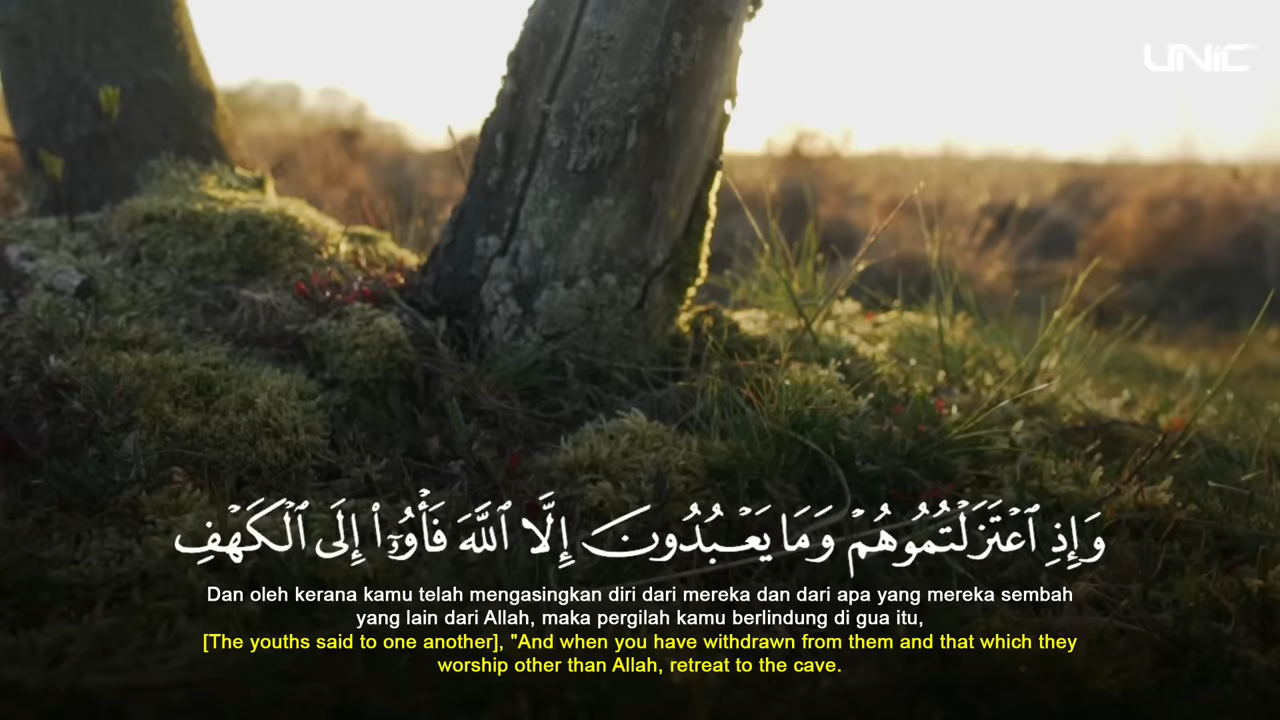 UNIC
وَإِذِ ٱعْتَزَلْتُمُوهُمْ وَمَا يَعْبُدُونَ إِلَّا ٱللَّهَ فَأْوُۥٓا۟ إِلَى ٱلْكَهْفِ
Dan oleh kerana kamu telah mengasingkan diri dari mereka dan dari apa yang mereka sembah
yang lain dari Allah, maka pergilah kamu berlindung di gua itu,
[The youths said to one another], "And when you have withdrawn from them and that which they
worship other than Allah, retreat to the cave.